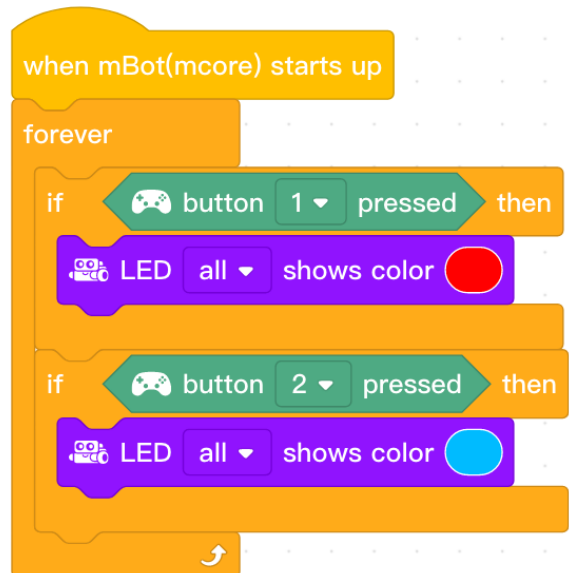 when mBot(mcore) starts up
forever
if button 1 pressed then
LED all shows color
if button 2 pressed then
LED all shows color